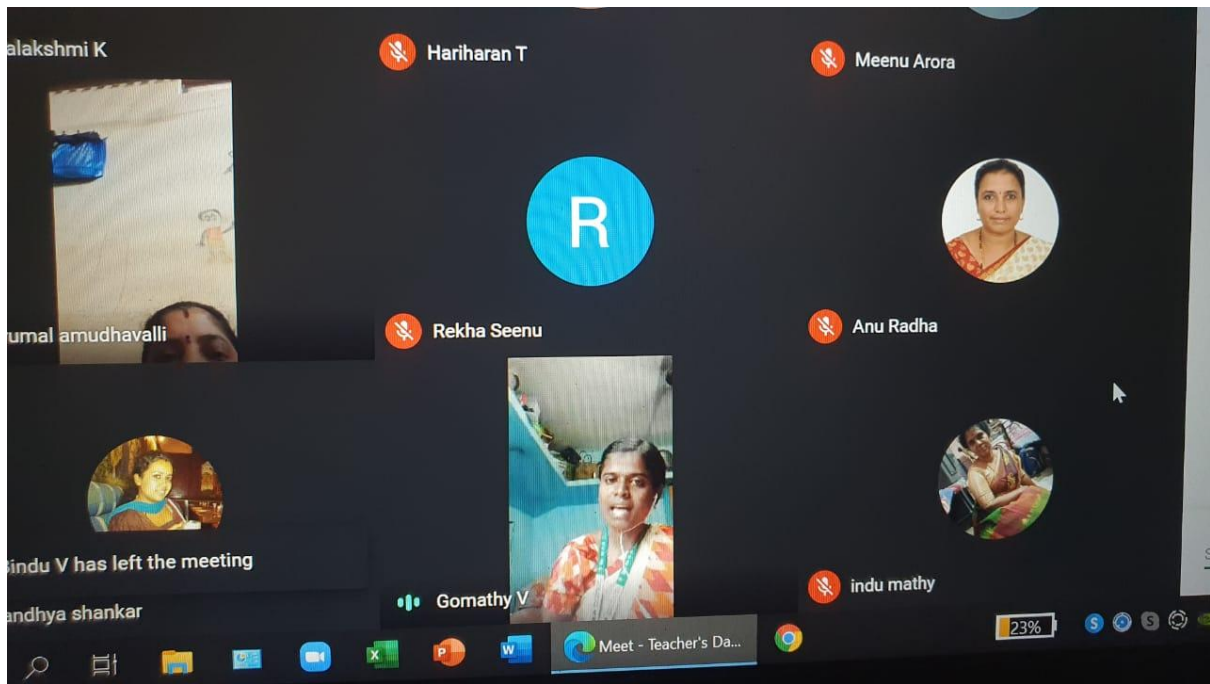 alakshmi K
Hariharan T
Meenu Arora
R
umal amudhavalli
Rekha Seenu
Anu Radha
indu V has left the meeting
Gomathy V
indu mathy
andhya shankar
23%
Meet - Teacher's Da...